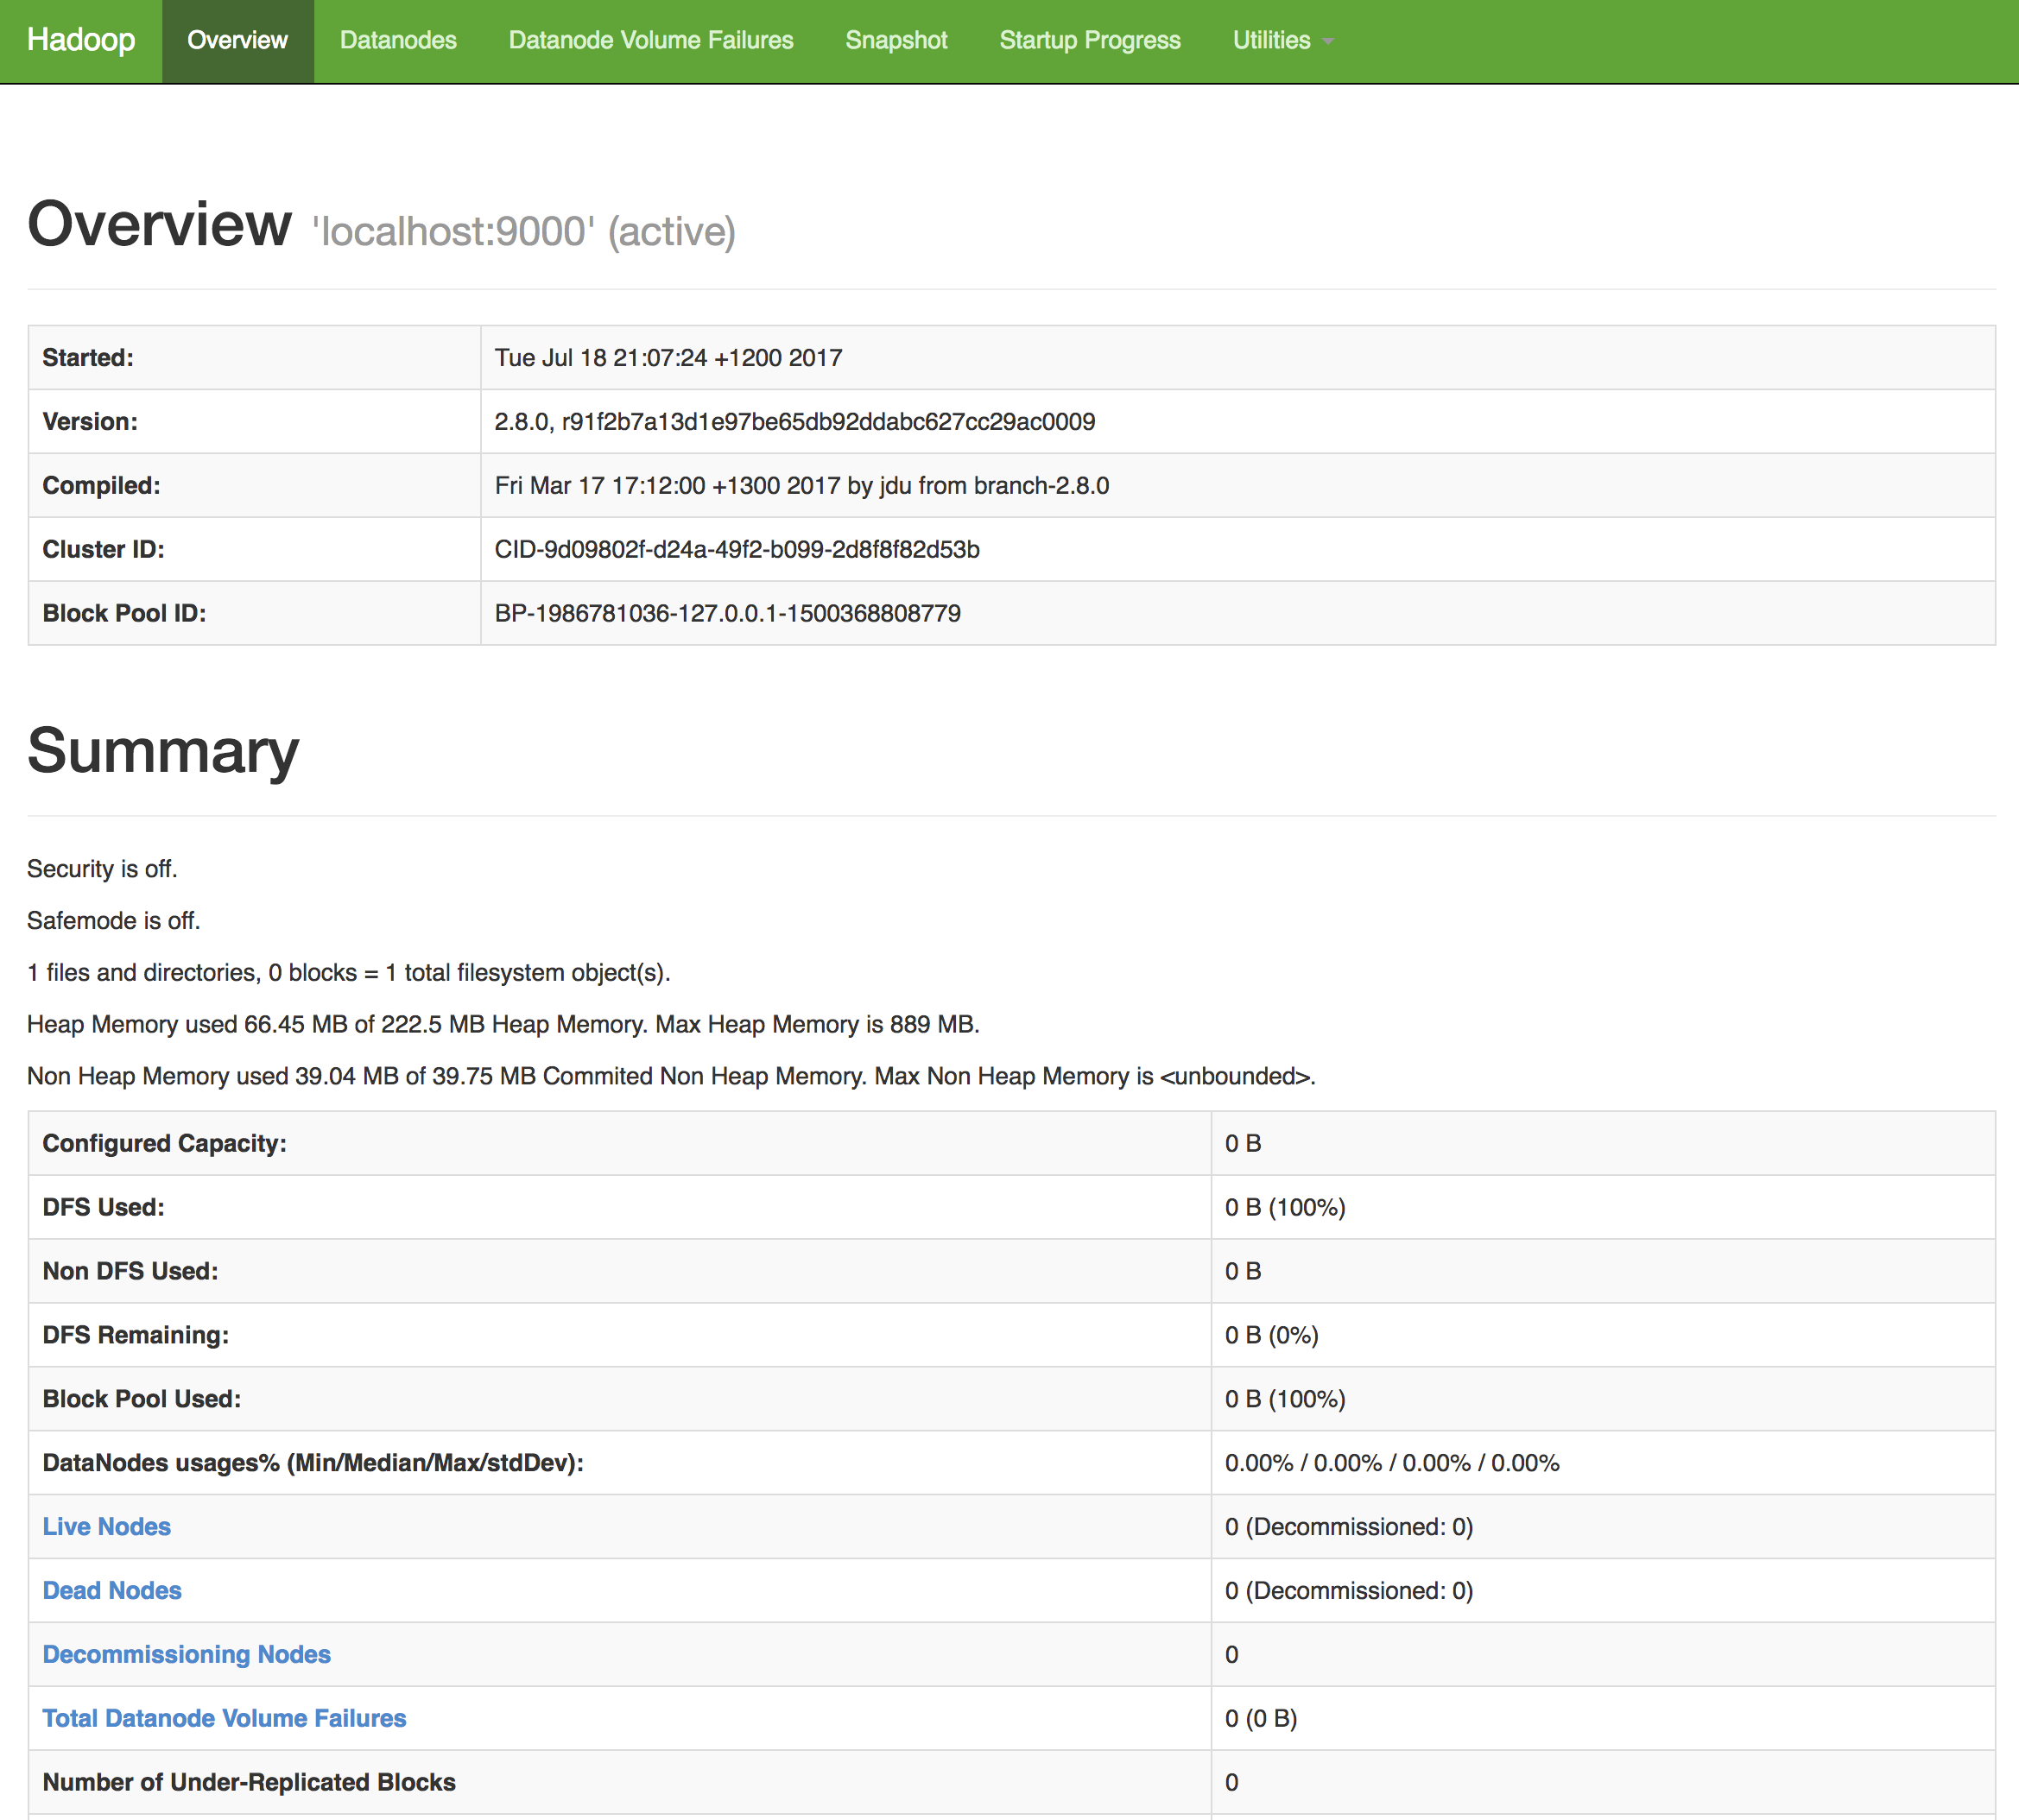 Hadoop Overview Datanodes Datanode Volume Failures Snapshot Startup Progress Utilities
Overview 'localhost:9000' (active)
Started: Tue Jul 18 21:07:24 +1200 2017
Version: 2.8.0, r91f2b7a13d1e97be65db92ddabc627cc29ac0009
Compiled: Fri Mar 17 17:12:00 +1300 2017 by jdu from branch-2.8.0
Cluster ID: CID-9d09802f-d24a-49f2-b099-2d8f8f82d53b
Block Pool ID: BP-1986781036-127.0.0.1-1500368808779
Summary
Security is off.
Safemode is off.
1 files and directories, 0 blocks = 1 total filesystem object(s).
Heap Memory used 66.45 MB of 222.5 MB Heap Memory. Max Heap Memory is 889 MB.
Non Heap Memory used 39.04 MB of 39.75 MB Commited Non Heap Memory. Max Non Heap Memory is <unbounded>.
Configured Capacity: 0 B
DFS Used: 0 B (100%)
Non DFS Used: 0 B
DFS Remaining: 0 B (0%)
Block Pool Used: 0 B (100%)
DataNodes usages% (Min/Median/Max/stdDev): 0.00% / 0.00% / 0.00% / 0.00%
Live Nodes 0 (Decommissioned: 0)
Dead Nodes 0 (Decommissioned: 0)
Decommissioning Nodes 0
Total Datanode Volume Failures 0 (0 B)
Number of Under-Replicated Blocks 0